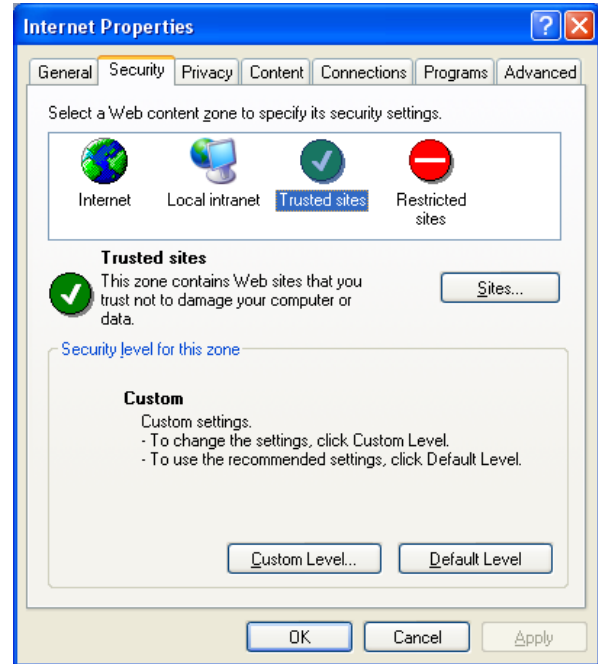 Internet Properties
General Security Privacy Content Connections Programs Advanced
Select a Web content zone to specify its security settings.
Internet Local intranet Trusted sites Restricted
sites
Trusted sites
This zone contains Web sites that you
trust not to damage your computer or
data.
Sites...
Security level for this zone
Custom
Custom settings.
- To change the settings, click Custom Level.
- To use the recommended settings, click Default Level.
Custom Level... Default Level
OK Cancel Apply